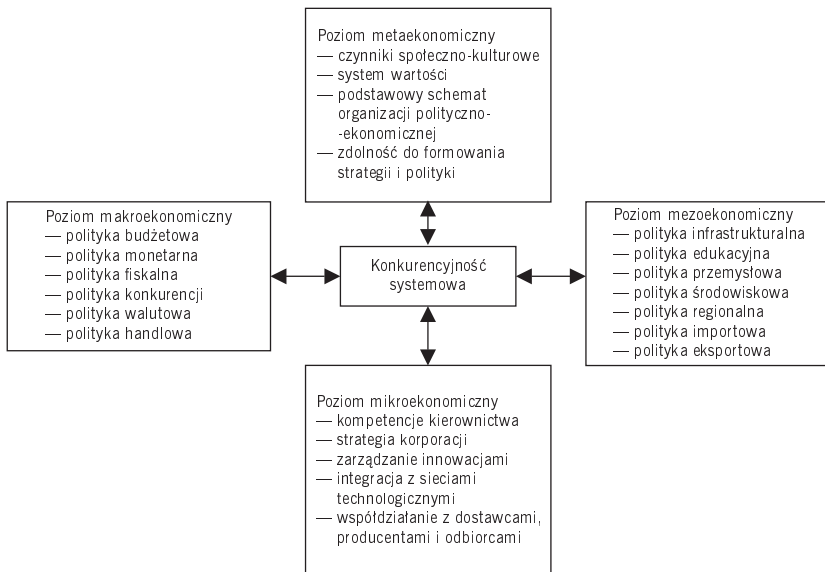 Poziom metaekonomiczny
— czynniki społeczno-kulturowe
— system wartości
— podstawowy schemat
organizacji polityczno-
-ekonomicznej
— zdolność do formowania
strategii i polityki
Poziom makroekonomiczny
— polityka budżetowa
— polityka monetarna
— polityka fiskalna
— polityka konkurencji
— polityka walutowa
— polityka handlowa
Konkurencyjność
systemowa
Poziom mezoekonomiczny
— polityka infrastrukturalna
— polityka edukacyjna
— polityka przemysłowa
— polityka środowiskowa
— polityka regionalna
— polityka importowa
— polityka eksportowa
Poziom mikroekonomiczny
— kompetencje kierownictwa
— strategia korporacji
— zarządzanie innowacjami
— integracja z sieciami
technologicznymi
— współdziałanie z dostawcami,
producentami i odbiorcami